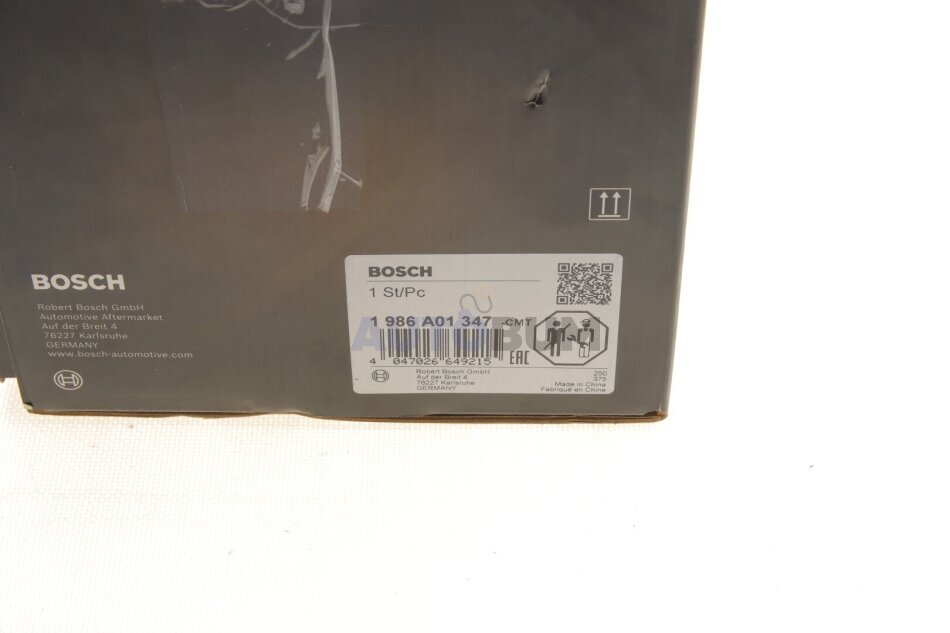 BOSCH
Robert Bosch GmbH
Automotive Aftermarket
Auf der Breit 4
76227 Karlsruhe
GERMANY
www.bosch-automotive.com
BOSCH
1 St/Pc
1 986 A01 347 -CMT
AUTOBUM
4 047026 649215
EAC
Robert Bosch GmbH
Auf der Breit 4
76227 Karlsruhe
GERMANY
250
375
Made in China
Fabriqué en Chine